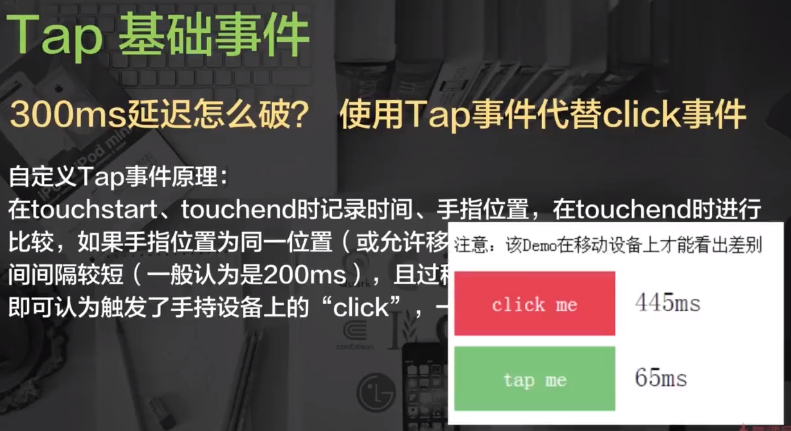 Tap 基础事件
300ms延迟怎么破？ 使用Tap事件代替click事件
自定义Tap事件原理：
在touchstart、touchend时记录时间、手指位置，在touchend时进行
比较，如果手指位置为同一位置（或允许移
间间隔较短（一般认为是200ms），且过
即可认为触发了手持设备上的“click”，
注意：该Demo在移动设备上才能看出差别
click me
445ms
tap me
65ms
LG